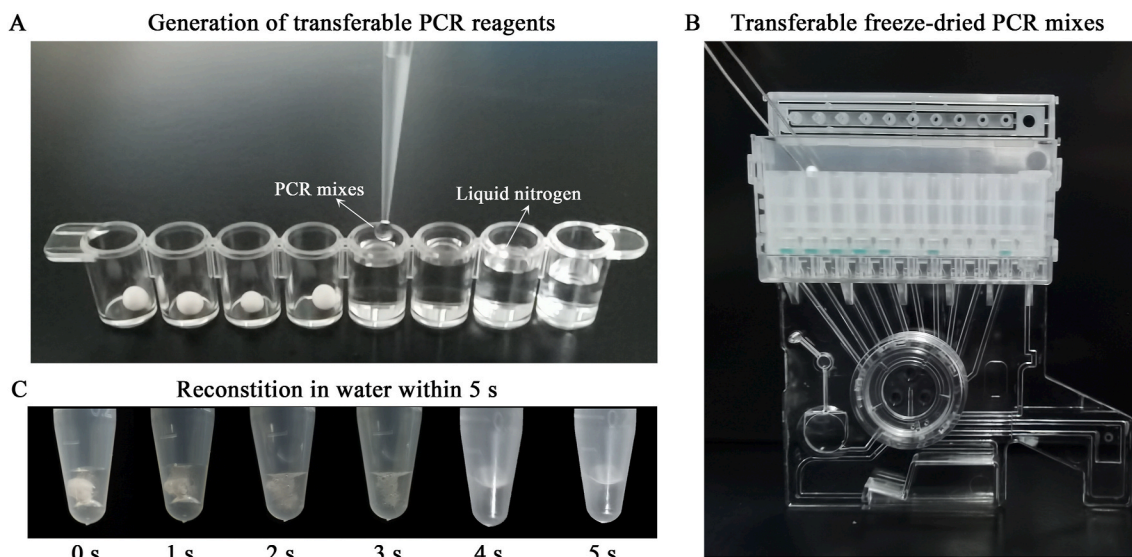 A Generation of transferable PCR reagents
PCR mixes
Liquid nitrogen
B Transferable freeze-dried PCR mixes
C Reconstition in water within 5 s
0 s 1 s 2 s 3 s 4 s 5 s